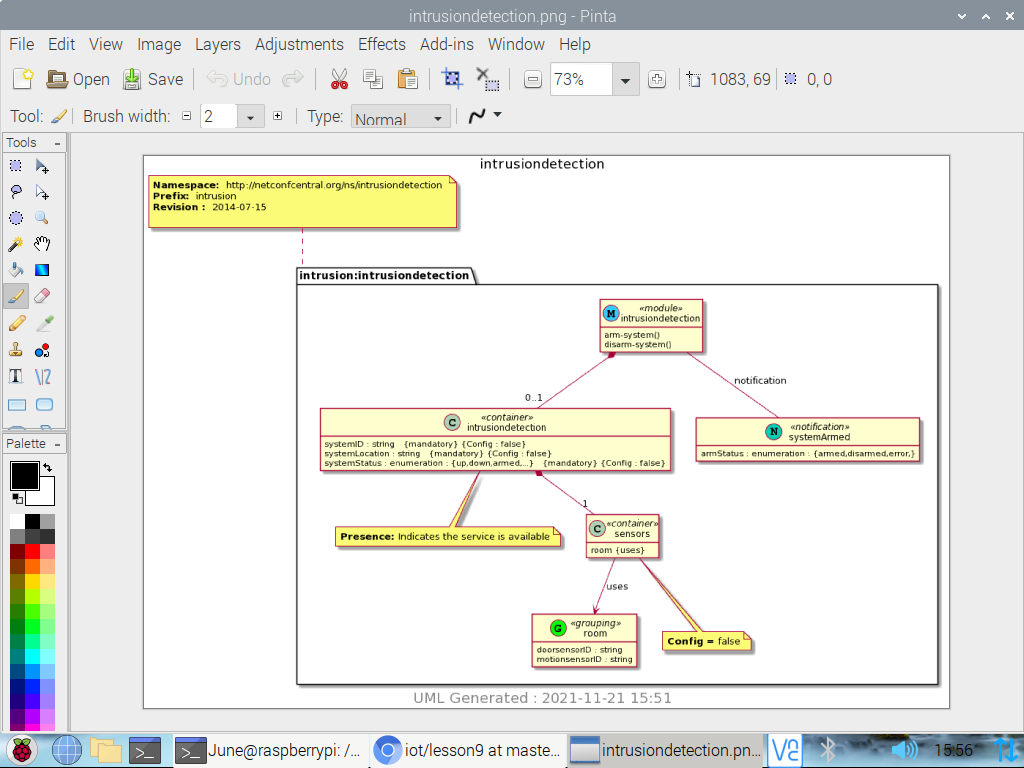 intrusiondetection.png - Pinta
File Edit View Image Layers Adjustments Effects Add-ins Window Help
Open Save Undo 73% 1083, 69 0, 0
Tool: Brush width: 2 Type: Normal
Tools
intrusiondetection
Namespace: http://netconfcentral.org/ns/intrusiondetection
Prefix: intrusion
Revision : 2014-07-15
intrusion:intrusiondetection
M «module»
intrusiondetection
arm-system()
disarm-system()
notification
0..1
C «container»
intrusiondetection
systemID : string {mandatory} {Config : false}
systemLocation : string {mandatory} {Config : false}
systemStatus : enumeration : {up,down,armed,...} {mandatory} {Config : false}
N «notification»
systemArmed
armStatus : enumeration : {armed,disarmed,error,}
Palette
1
Presence: Indicates the service is available
C «container»
sensors
room {uses}
uses
G «grouping»
room
doorsensorID : string
motionsensorID : string
Config = false
UML Generated : 2021-11-21 15:51
June@raspberrypi: /... iot/lesson9 at maste... intrusiondetection.pn... 15:56